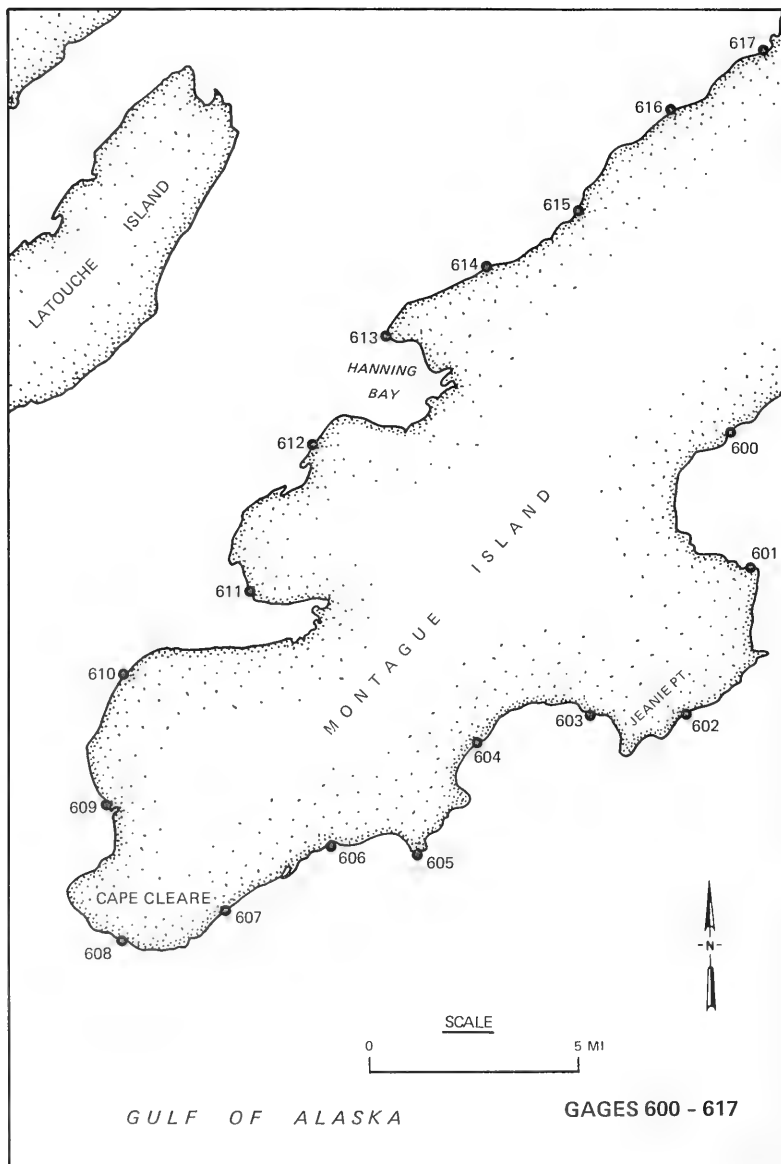 617
616
615
LATOUCHE ISLAND
614
613
HANNING
BAY
612
600
601
611
MONTAGUE ISLAND
610
JEANIE PT.
603
602
604
609
606
605
CAPE CLEARE
607
608
-N-
SCALE
0 5 MI
GULF OF ALASKA
GAGES 600 - 617